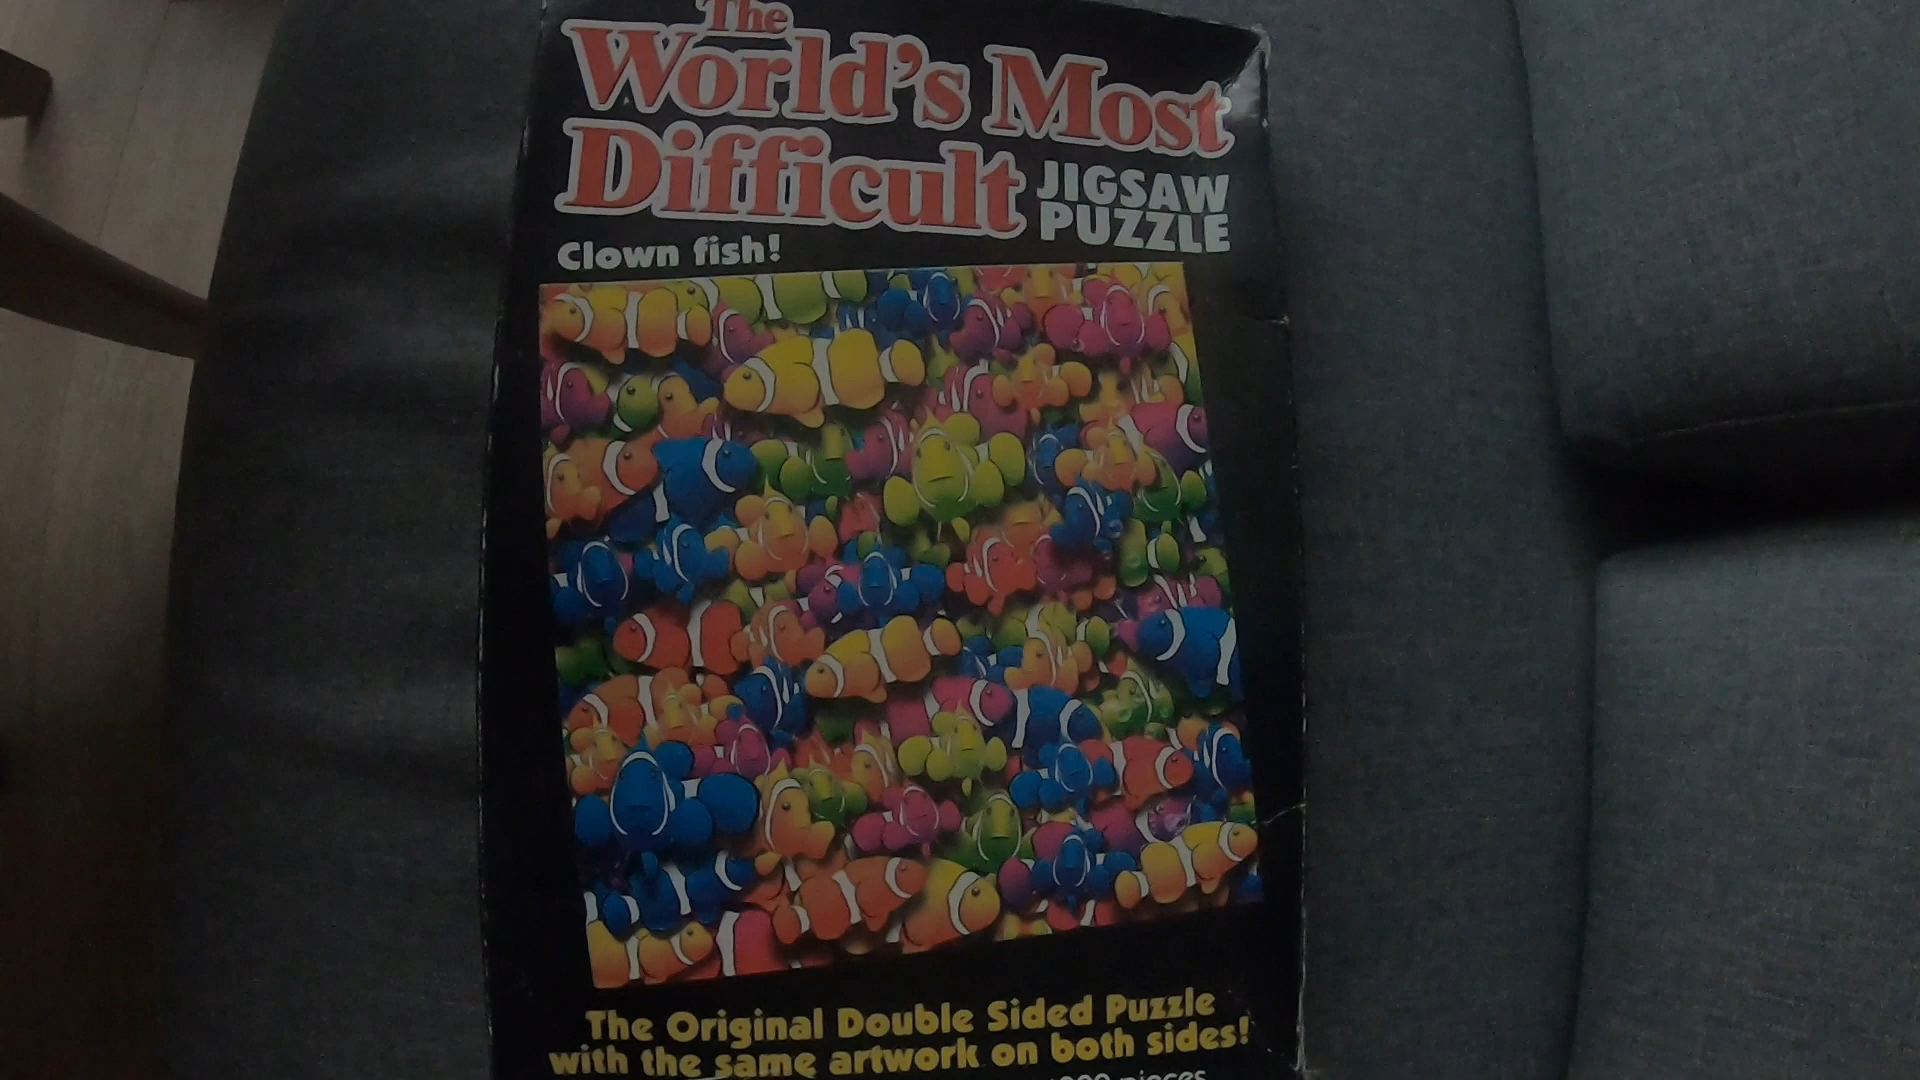 The
World's Most
Difficult JIGSAW
PUZZLE
Clown fish!
The Original Double Sided Puzzle
with the same artwork on both sides!
pieces